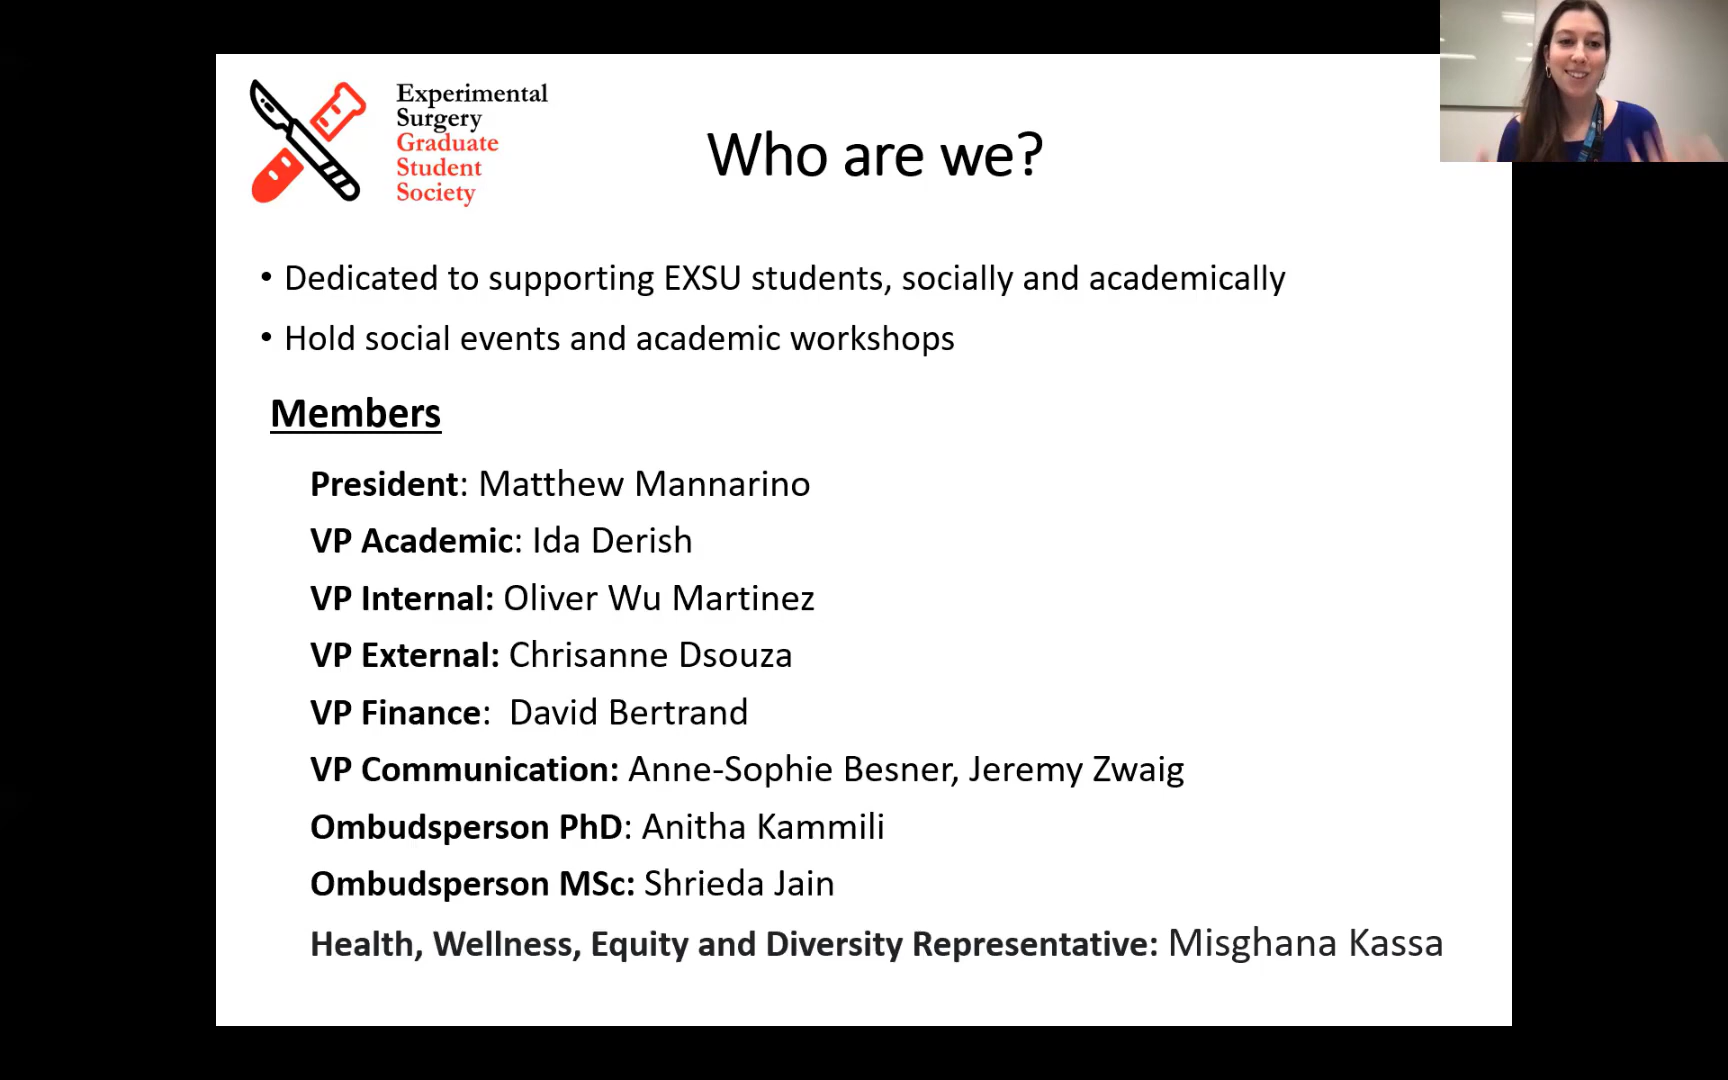 Experimental
Surgery
Graduate
Student
Society
Who are we?
• Dedicated to supporting EXSU students, socially and academically
• Hold social events and academic workshops
Members
President: Matthew Mannarino
VP Academic: Ida Derish
VP Internal: Oliver Wu Martinez
VP External: Chrisanne Dsouza
VP Finance:  David Bertrand
VP Communication: Anne-Sophie Besner, Jeremy Zwaig
Ombudsperson PhD: Anitha Kammili
Ombudsperson MSc: Shrieda Jain
Health, Wellness, Equity and Diversity Representative: Misghana Kassa